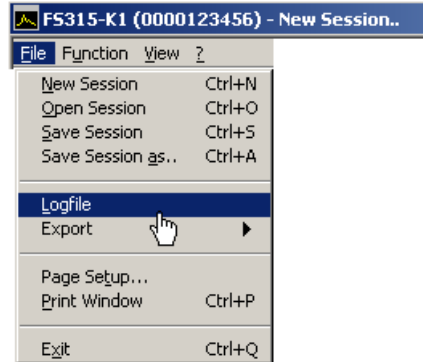 FS315-K1 (0000123456) - New Session..
File Function View ?
New Session Ctrl+N
Open Session Ctrl+O
Save Session Ctrl+S
Save Session as.. Ctrl+A
Logfile
Export
Page Setup...
Print Window Ctrl+P
Exit Ctrl+Q